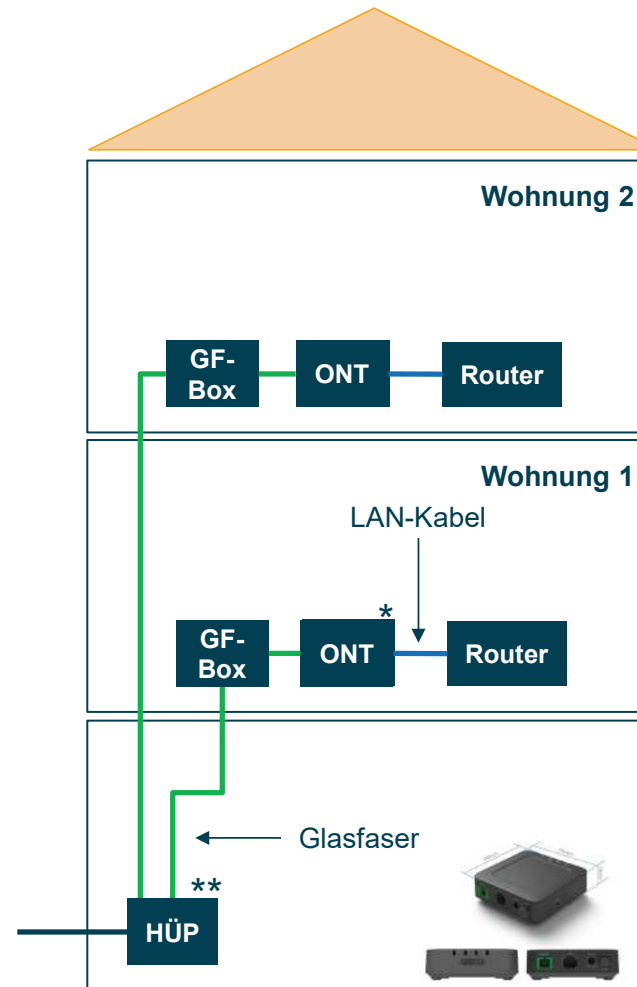 Wohnung 2
GF-
Box
ONT
Router
Wohnung 1
LAN-Kabel
*
GF-
Box
ONT
Router
Glasfaser
**
HÜP